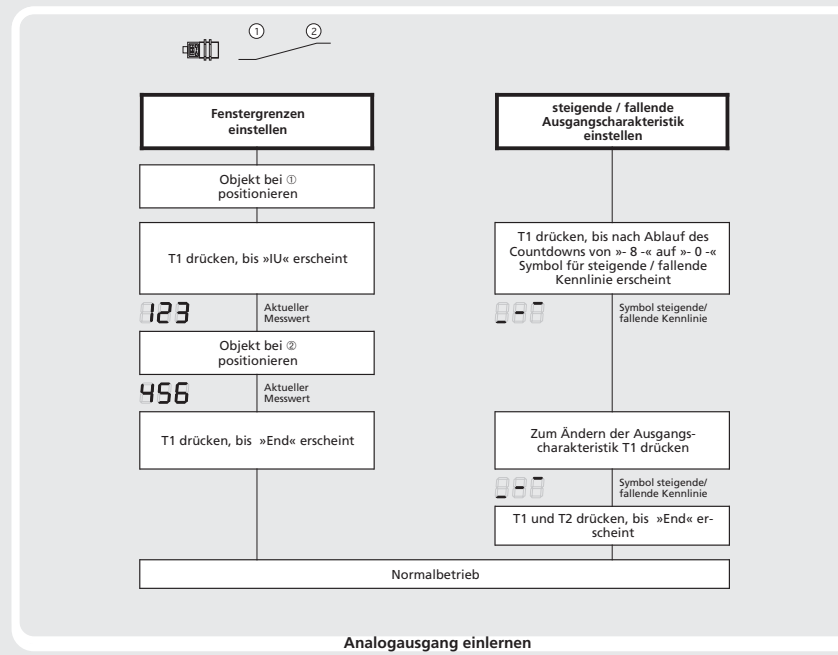 ① ②
Fenstergrenzen
einstellen
Objekt bei ①
positionieren
T1 drücken, bis »IU« erscheint
123
Aktueller
Messwert
Objekt bei ②
positionieren
456
Aktueller
Messwert
T1 drücken, bis »End« erscheint
steigende / fallende
Ausgangscharakteristik
einstellen
T1 drücken, bis nach Ablauf des
Countdowns von »- 8 -« auf »- 0 -«
Symbol für steigende / fallende
Kennlinie erscheint
Symbol steigende/
fallende Kennlinie
Zum Ändern der Ausgangs-
charakteristik T1 drücken
Symbol steigende/
fallende Kennlinie
T1 und T2 drücken, bis »End« er-
scheint
Normalbetrieb
Analogausgang einlernen